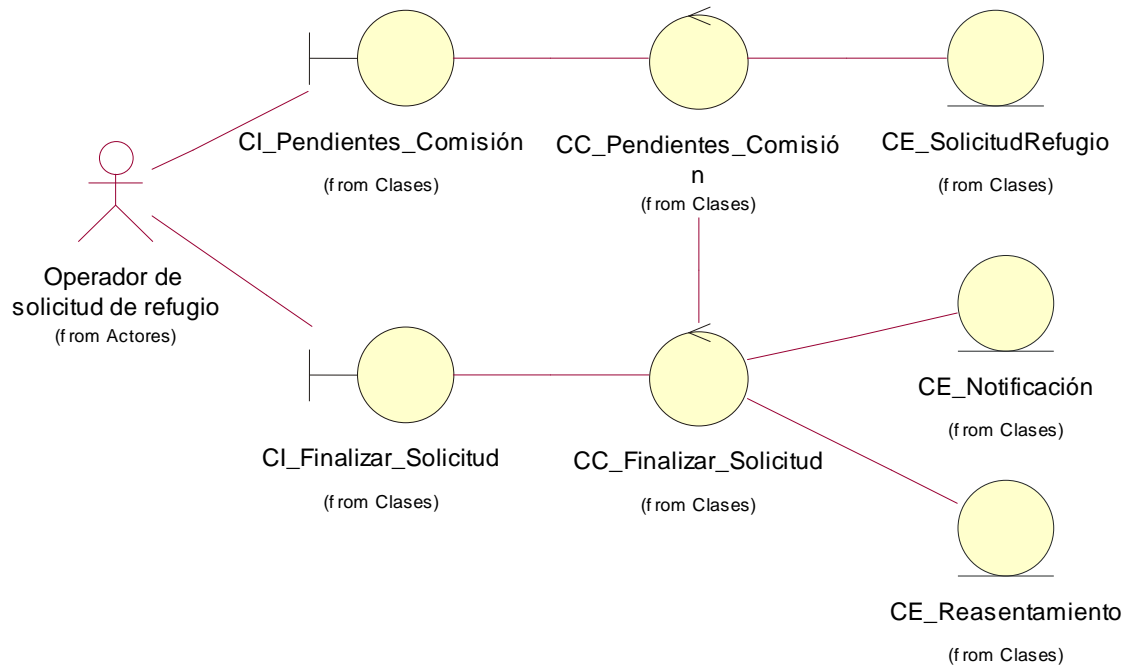 CI_Pendientes_Comisión
(from Clases)
CC_Pendientes_Comisió
n
(from Clases)
CE_SolicitudRefugio
(from Clases)
Operador de
solicitud de refugio
(from Actores)
CI_Finalizar_Solicitud
(from Clases)
CC_Finalizar_Solicitud
(from Clases)
CE_Notificación
(from Clases)
CE_Reasentamiento
(from Clases)